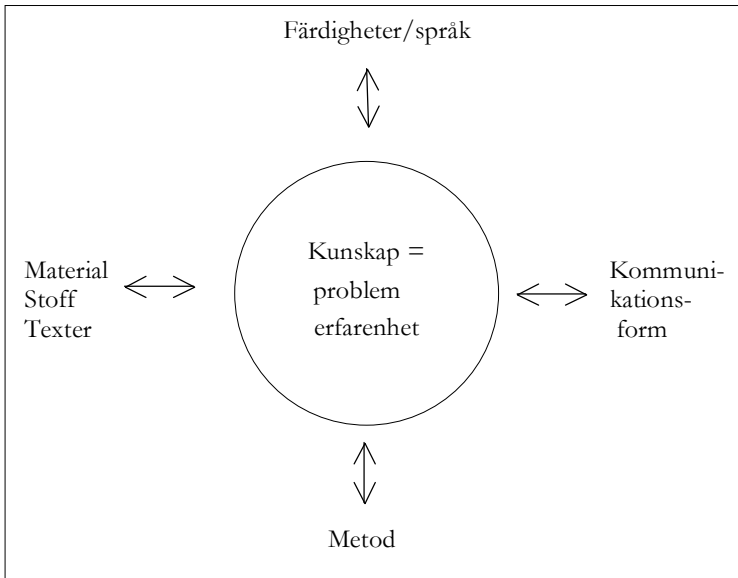 Färdigheter/språk
Kunskap =
problem
erfarenhet
Material
Stoff
Texter
Kommuni-
kations-
form
Metod